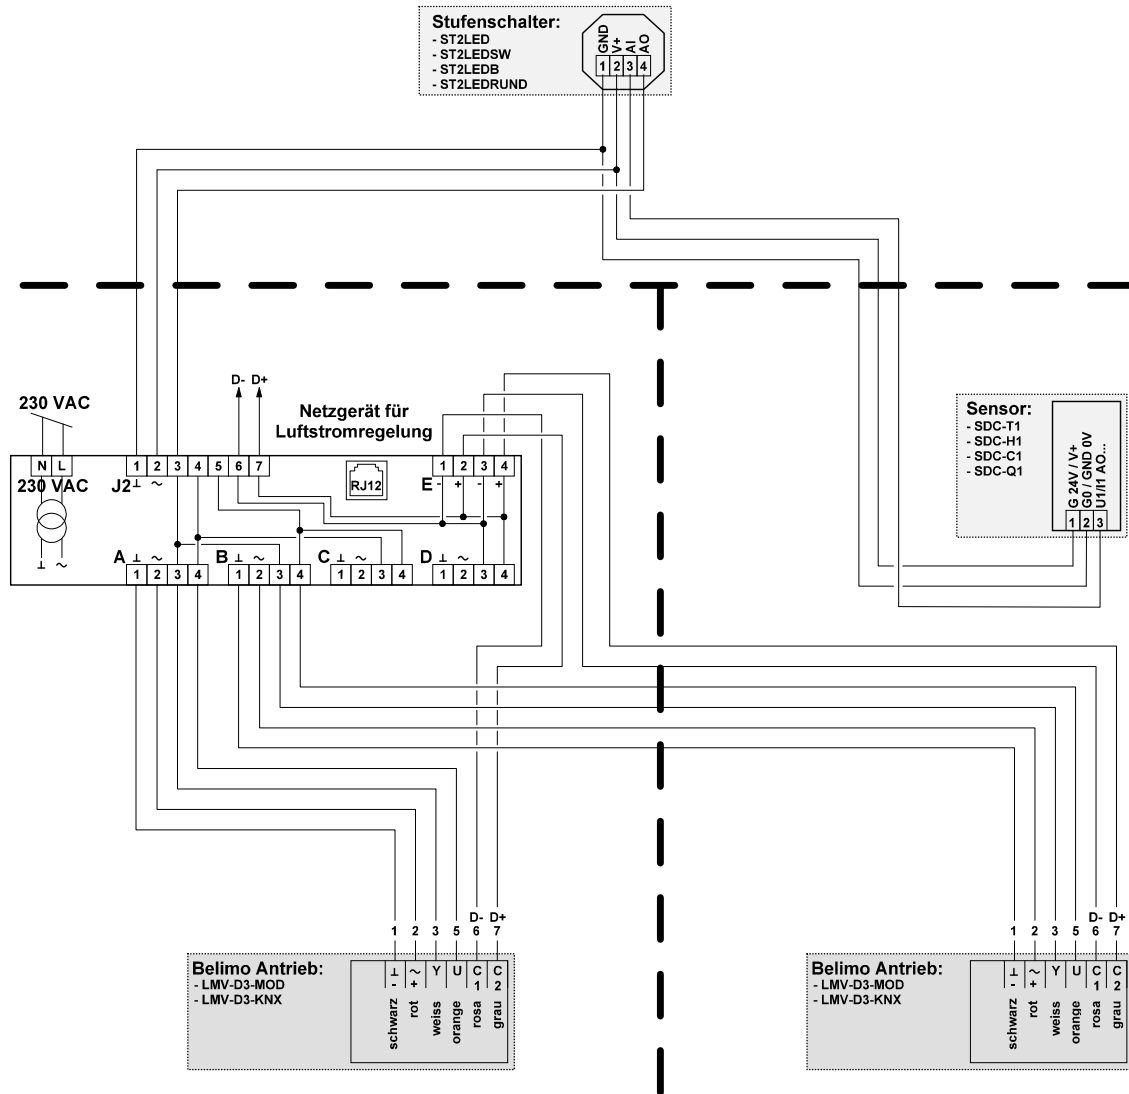 Stufenschalter:
- ST2LED
- ST2LEDSW
- ST2LEDB
- ST2LEDRUND
GND
V+
AI
AO
1 2 3 4
D- D+
230 VAC
Netzgerät für
Luftstromregelung
N L
1 2 3 4 5 6 7
1 2 3 4
230 VAC
J2 ⊥ ~
RJ12
E - + - +
⊥ ~
A ⊥ ~
B ⊥ ~
C ⊥ ~
D ⊥ ~
1 2 3 4
1 2 3 4
1 2 3 4
1 2 3 4
Sensor:
- SDC-T1
- SDC-H1
- SDC-C1
- SDC-Q1
G 24V / V+
G0 / GND 0V
U1/I1 AO...
1 2 3
D- D+
1 2 3 5 6 7
Belimo Antrieb:
- LMV-D3-MOD
- LMV-D3-KNX
⊥ ~ Y U C C
- + 1 2
schwarz
rot
weiss
orange
rosa
grau
D- D+
1 2 3 5 6 7
Belimo Antrieb:
- LMV-D3-MOD
- LMV-D3-KNX
⊥ ~ Y U C C
- + 1 2
schwarz
rot
weiss
orange
rosa
grau